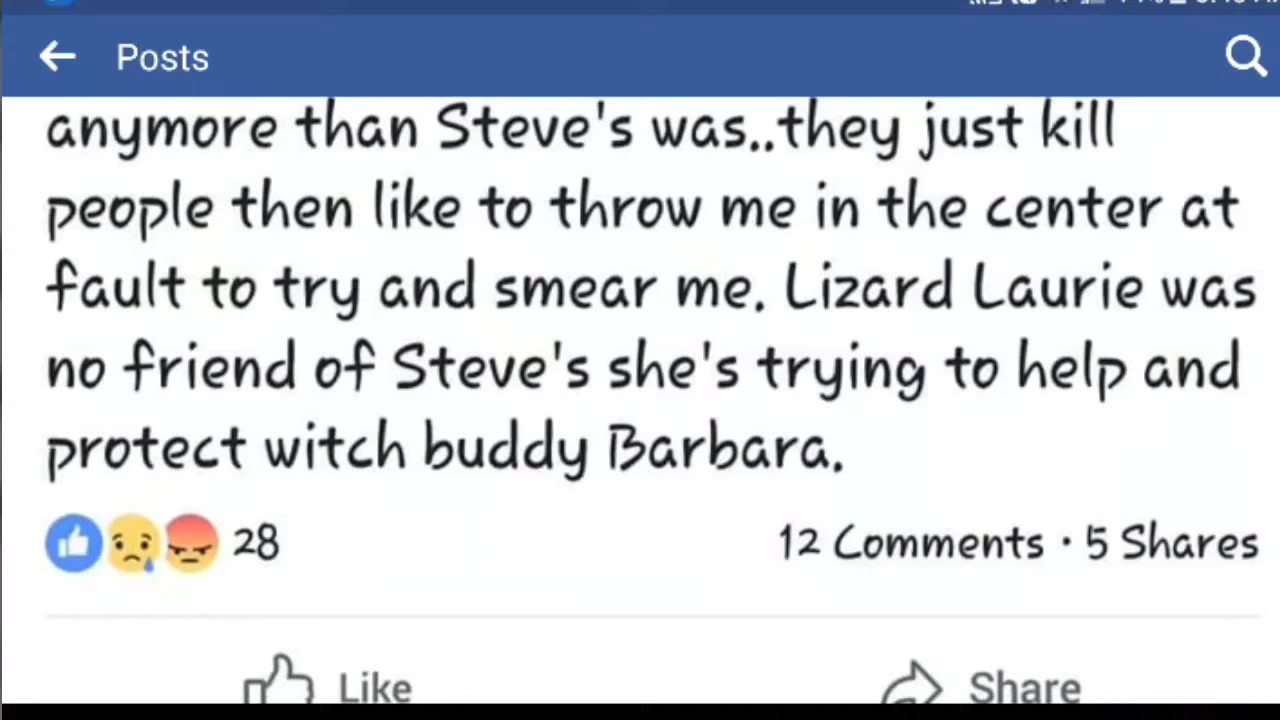 Posts
anymore than Steve's was..they just kill
people then like to throw me in the center at
fault to try and smear me. Lizard Laurie was
no friend of Steve's she's trying to help and
protect witch buddy Barbara.
28 12 Comments · 5 Shares
Like Share